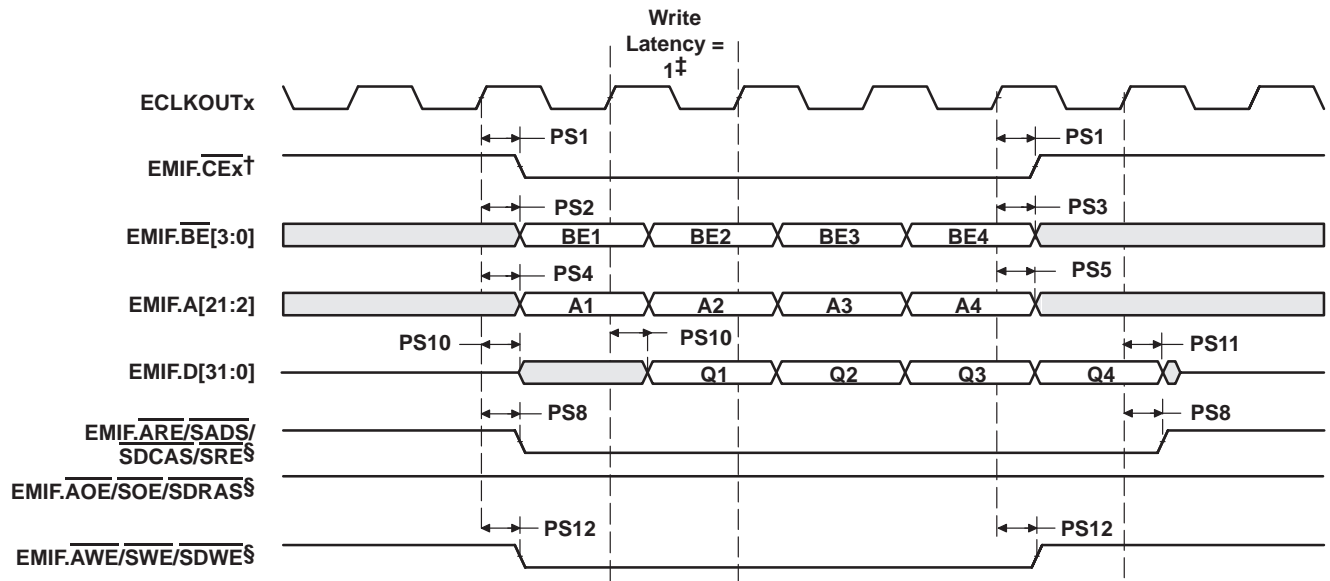 Write
Latency =
1‡
ECLKOUTx
PS1 PS1
EMIF.CEx†
PS2 PS3
EMIF.BE[3:0] BE1 BE2 BE3 BE4
PS4 PS5
EMIF.A[21:2] A1 A2 A3 A4
PS10 PS10 PS11
EMIF.D[31:0] Q1 Q2 Q3 Q4
PS8 PS8
EMIF.ARE/SADS/
SDCAS/SRE§
EMIF.AOE/SOE/SDRAS§
PS12 PS12
EMIF.AWE/SWE/SDWE§